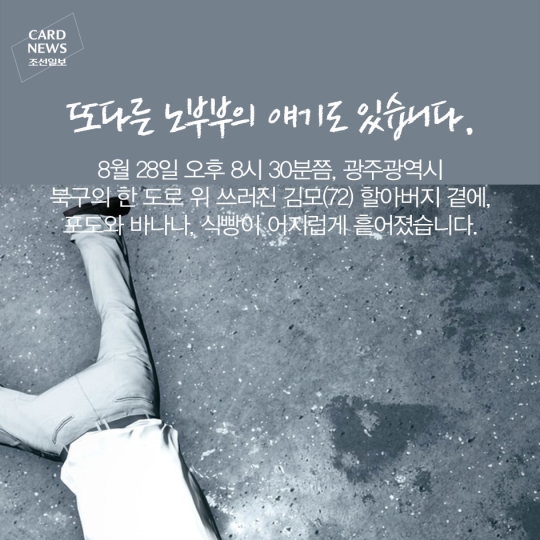 CARD
NEWS
조선일보
또다른 노부부의 얘기도 있습니다.
8월 28일 오후 8시 30분쯤, 광주광역시
북구의 한 도로 위 쓰러진 김모(72) 할아버지 곁에,
포도와 바나나, 식빵이 어지럽게 흩어졌습니다.